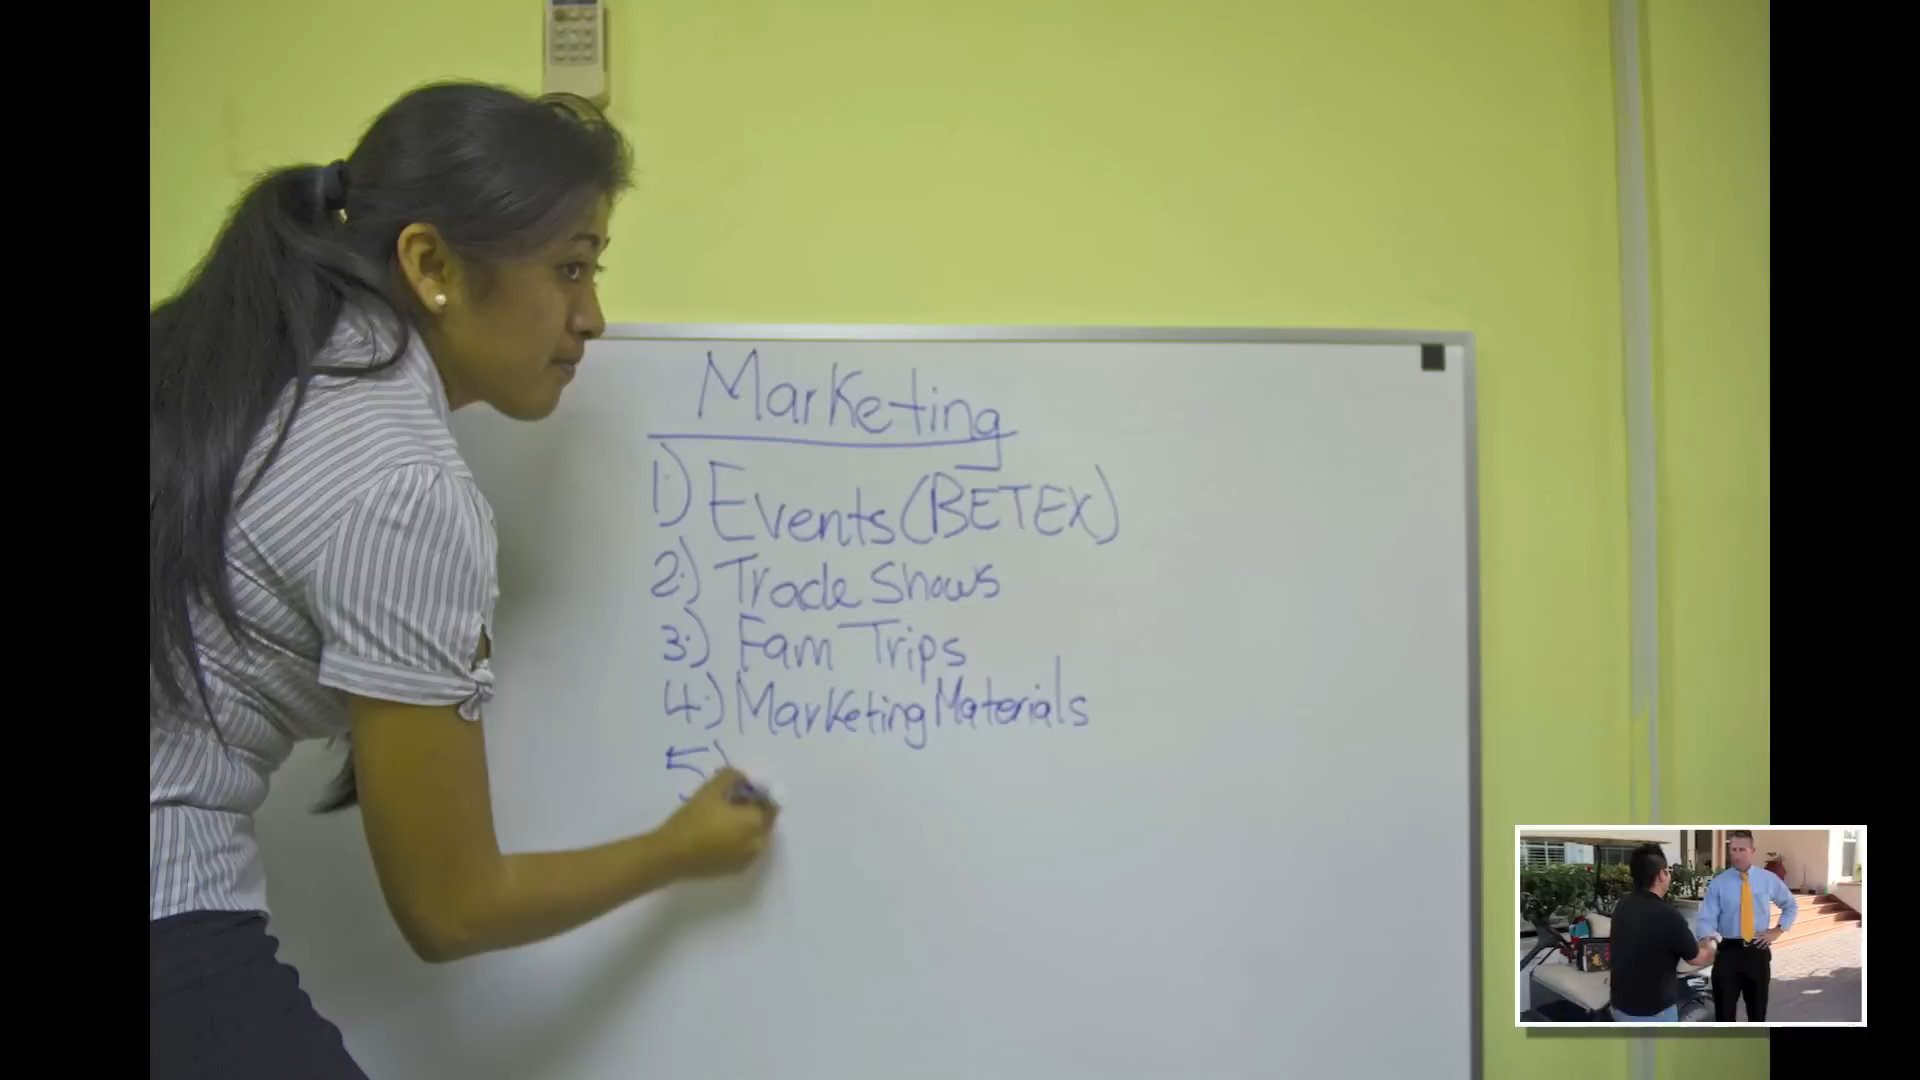 Marketing
1.) Events (BETEX)
2.) Trade Shows
3.) Fam Trips
4.) Marketing Materials
5)